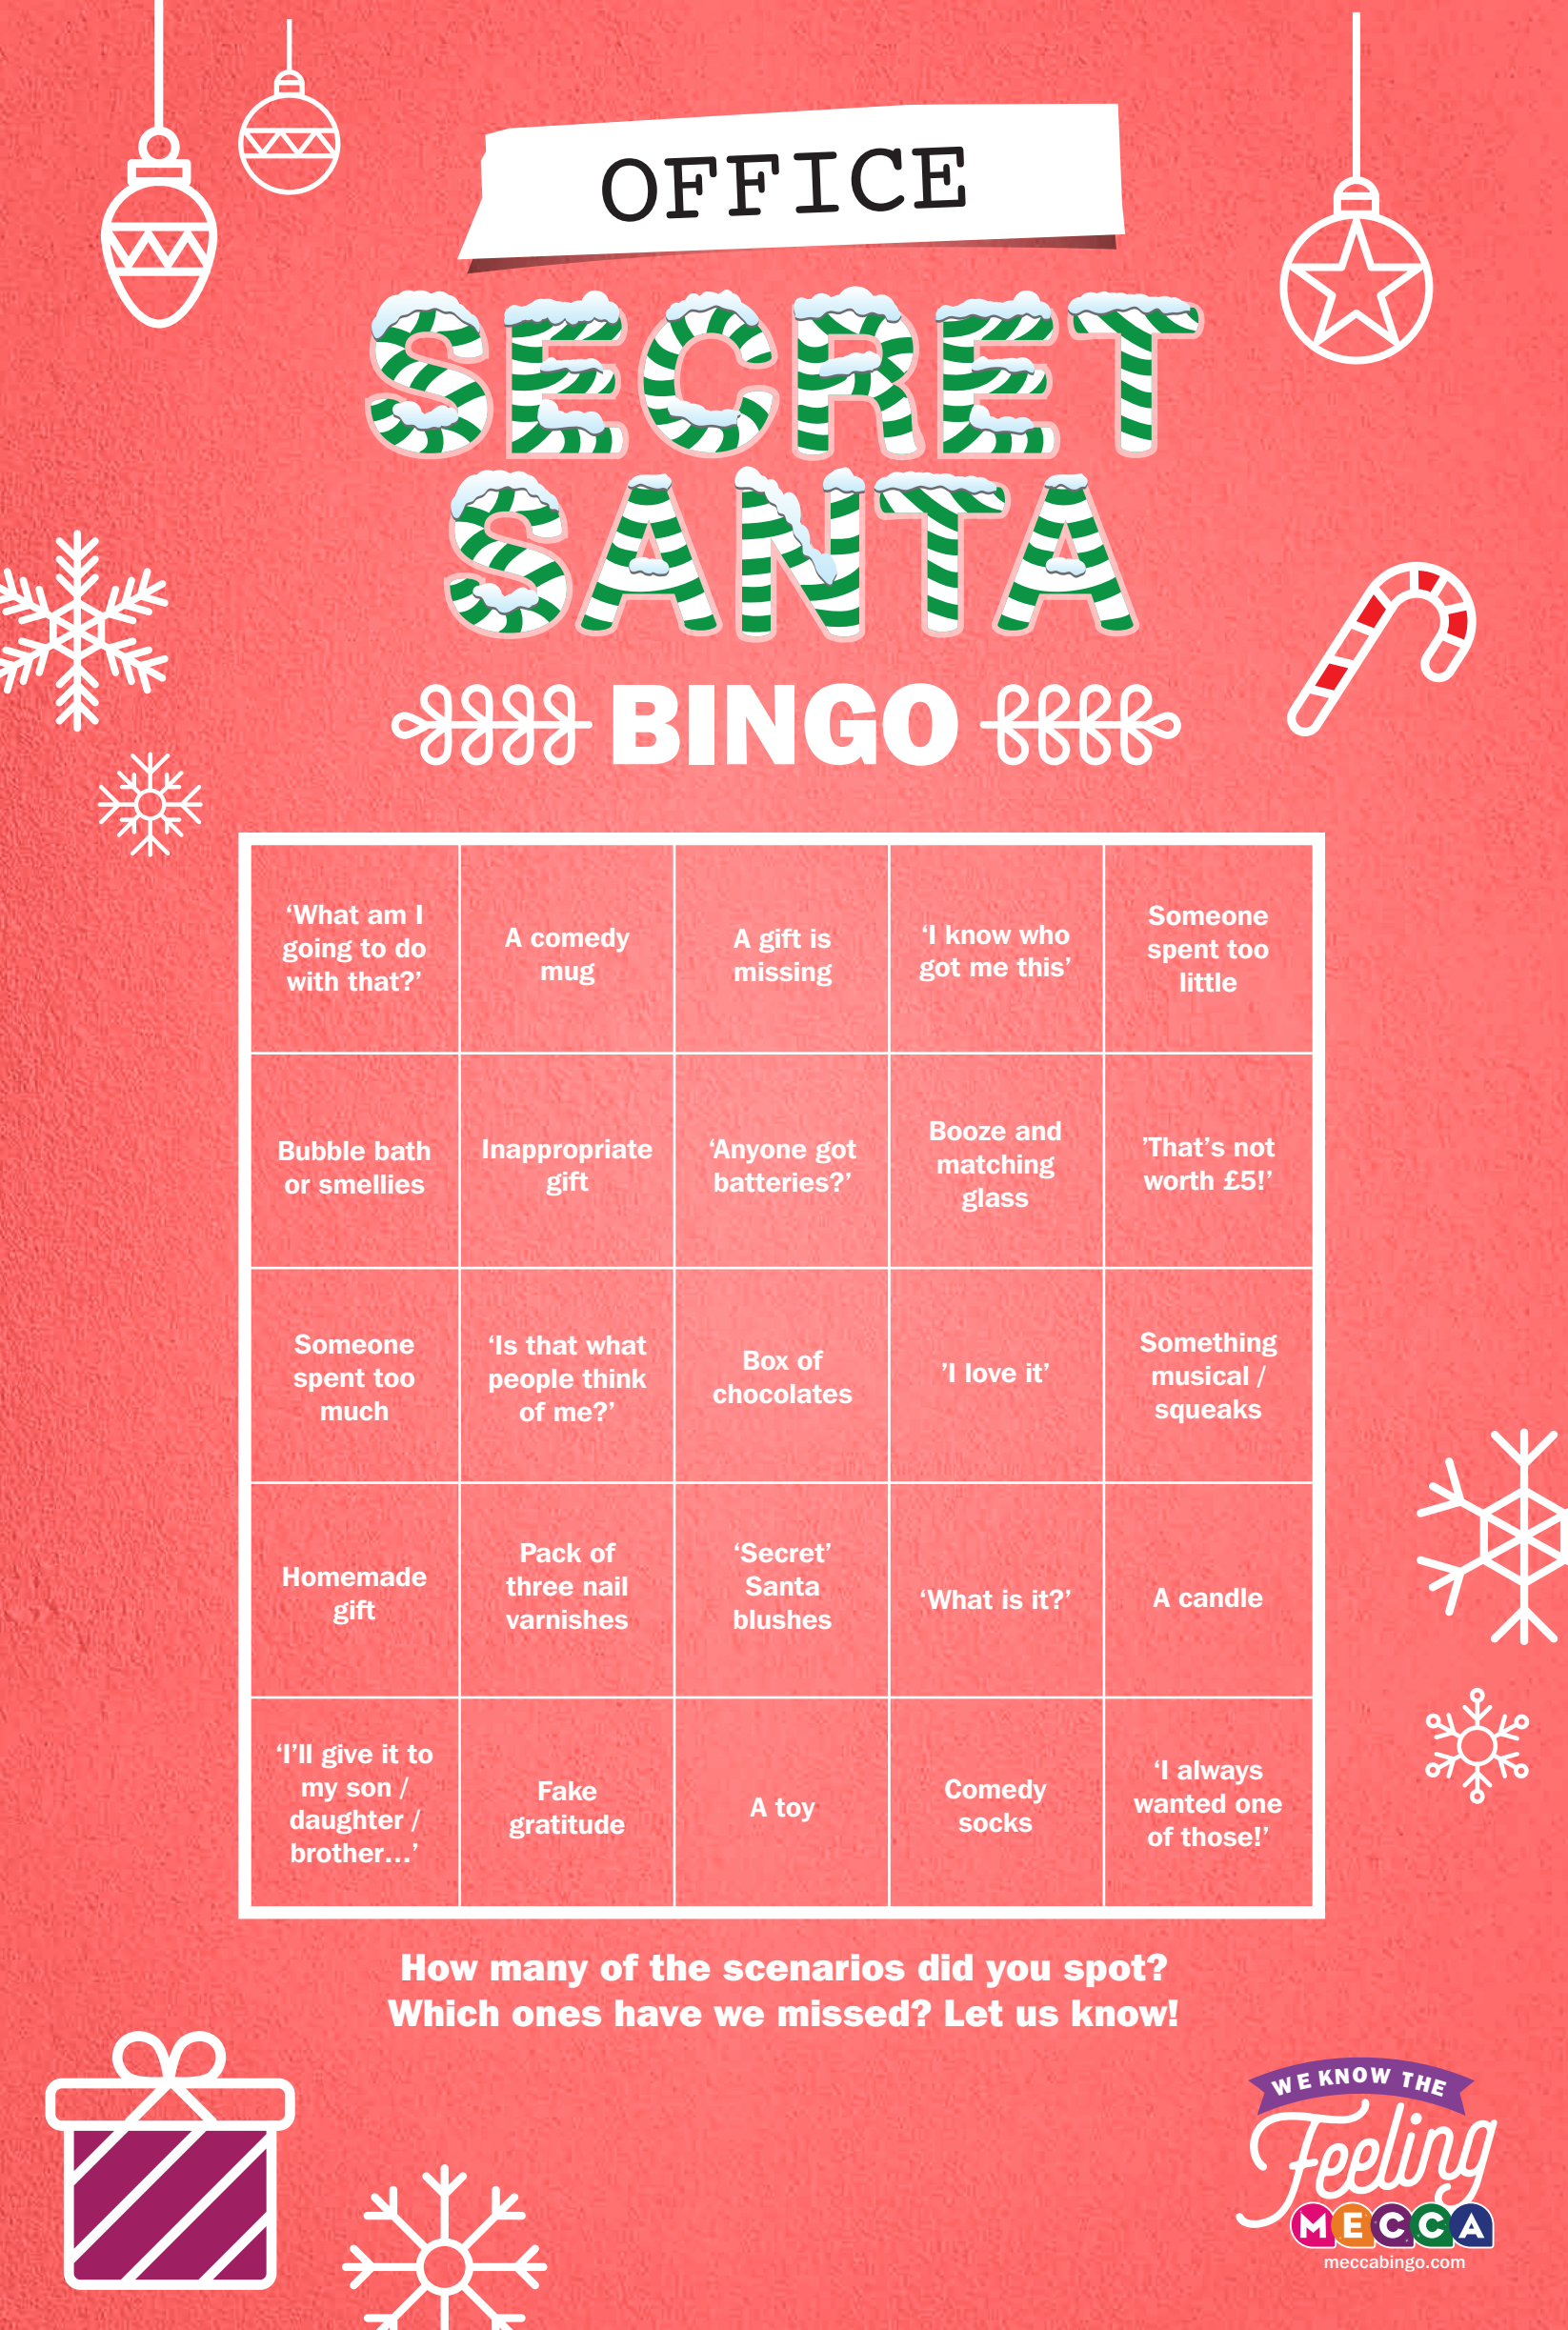 OFFICE
SECRET
SANTA
BINGO
‘What am I
going to do
with that?’
A comedy
mug
A gift is
missing
‘I know who
got me this’
Someone
spent too
little
Bubble bath
or smellies
Inappropriate
gift
‘Anyone got
batteries?’
Booze and
matching
glass
’That’s not
worth £5!’
Someone
spent too
much
‘Is that what
people think
of me?’
Box of
chocolates
’I love it’
Something
musical /
squeaks
Homemade
gift
Pack of
three nail
varnishes
‘Secret’
Santa
blushes
‘What is it?’
A candle
‘I’ll give it to
my son /
daughter /
brother...’
Fake
gratitude
A toy
Comedy
socks
‘I always
wanted one
of those!’
How many of the scenarios did you spot?
Which ones have we missed? Let us know!
WE KNOW THE
Feeling
MECCA
meccabingo.com